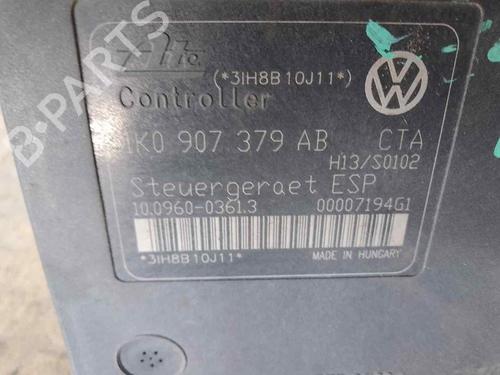 Ate
(*3IH8B10J11*)
Controller
1K0 907 379 AB CTA
H13/S0102
Steuergeraet ESP
10.0960-0361.3 00007194G1
*3IH8B10J11*
MADE IN HUNGARY
B-PARTS